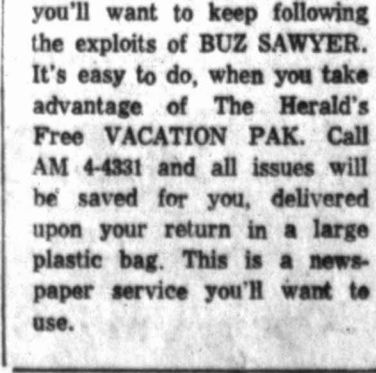 you'll want to keep following
the exploits of BUZ SAWYER.
It's easy to do, when you take
advantage of The Herald's
Free VACATION PAK. Call
AM 4-4331 and all issues will
be saved for you, delivered
upon your return in a large
plastic bag. This is a news-
paper service you'll want to
use.